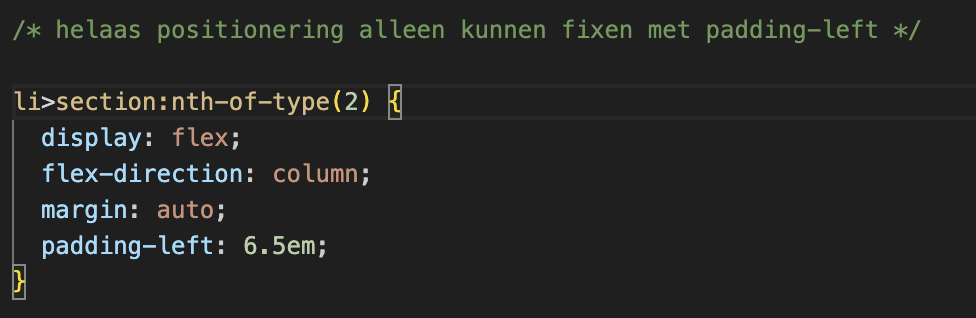 /* helaas positionering alleen kunnen fixen met padding-left */
li>section:nth-of-type(2) {
display: flex;
flex-direction: column;
margin: auto;
padding-left: 6.5em;
}